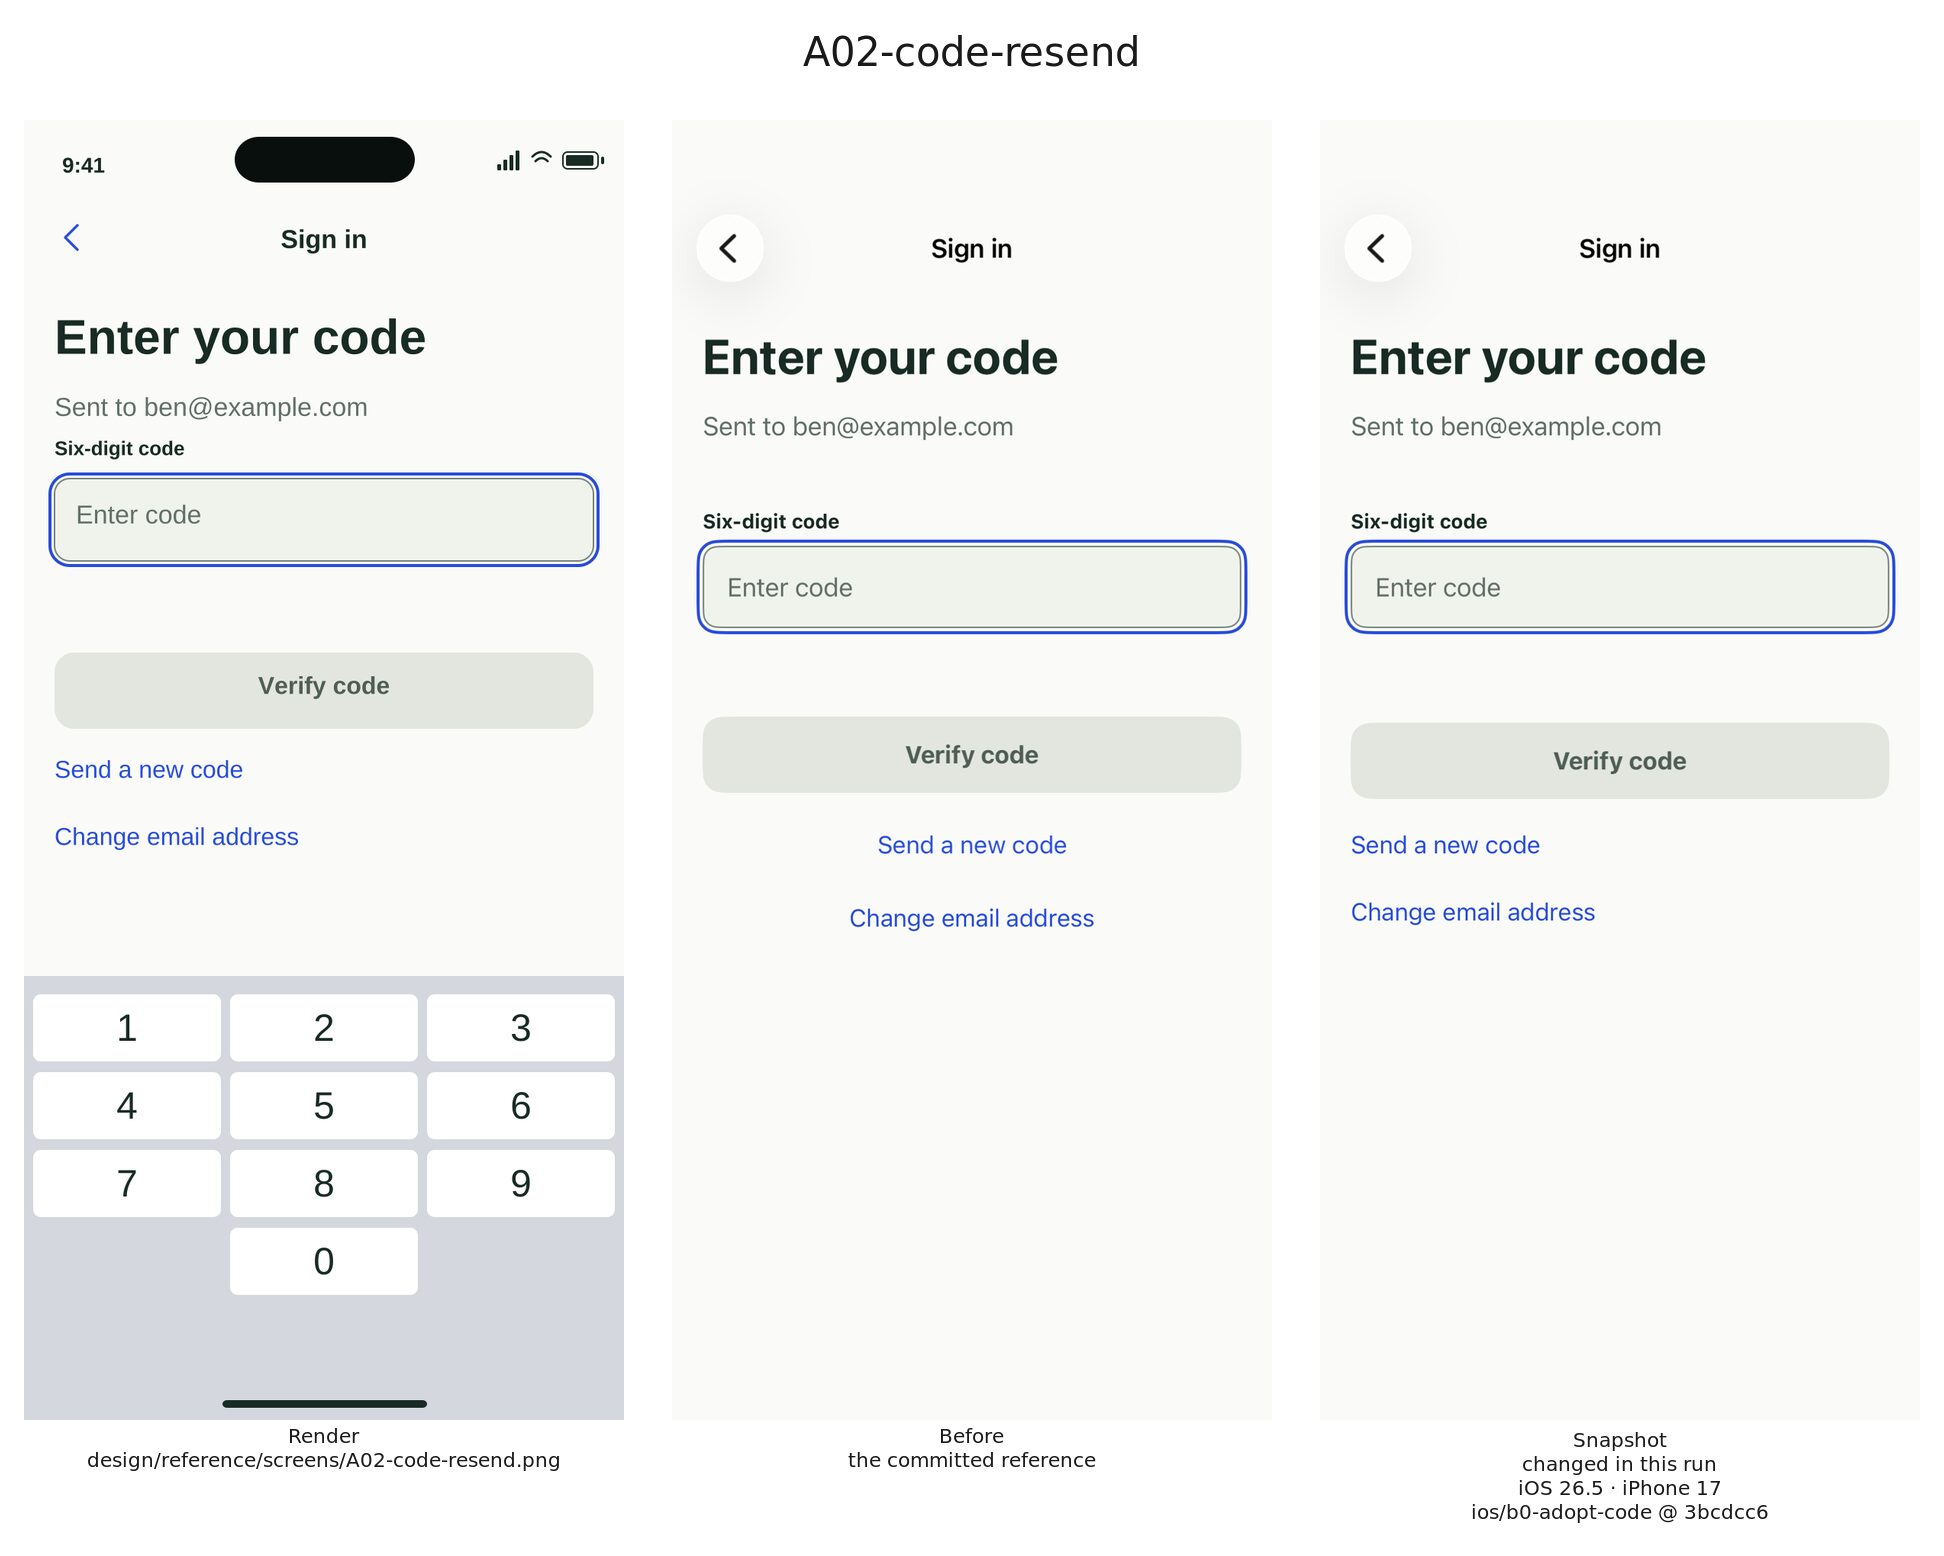 A02-code-resend
9:41
Sign in
Enter your code
Sent to ben@example.com
Six-digit code
Enter code
Verify code
Send a new code
Change email address
1 2 3
4 5 6
7 8 9
0
Render
design/reference/screens/A02-code-resend.png
Sign in
Enter your code
Sent to ben@example.com
Six-digit code
Enter code
Verify code
Send a new code
Change email address
Before
the committed reference
Sign in
Enter your code
Sent to ben@example.com
Six-digit code
Enter code
Verify code
Send a new code
Change email address
Snapshot
changed in this run
iOS 26.5 · iPhone 17
ios/b0-adopt-code @ 3bcdcc6